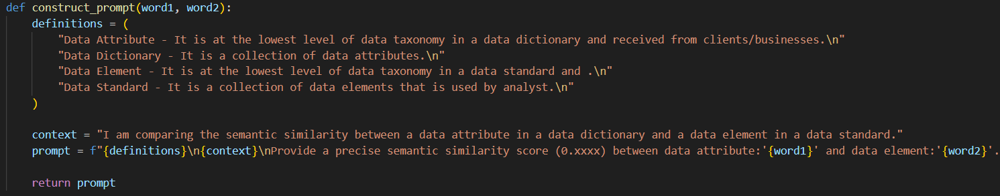 def construct_prompt(word1, word2):
    definitions = (
        "Data Attribute - It is at the lowest level of data taxonomy in a data dictionary and received from clients/businesses.\n"
        "Data Dictionary - It is a collection of data attributes.\n"
        "Data Element - It is at the lowest level of data taxonomy in a data standard and .\n"
        "Data Standard - It is a collection of data elements that is used by analyst.\n"
    )
    context = "I am comparing the semantic similarity between a data attribute in a data dictionary and a data element in a data standard."
    prompt = f"{definitions}\n{context}\nProvide a precise semantic similarity score (0.xxxx) between data attribute:'{word1}' and data element:'{word2}'.
    return prompt